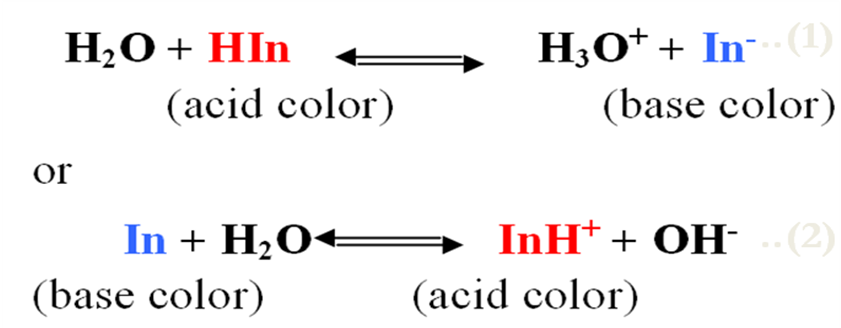 H₂O + HIn ⇌ H₃O⁺ + In⁻ ..(1)
(acid color) (base color)
or
In + H₂O ⇌ InH⁺ + OH⁻ ..(2)
(base color) (acid color)